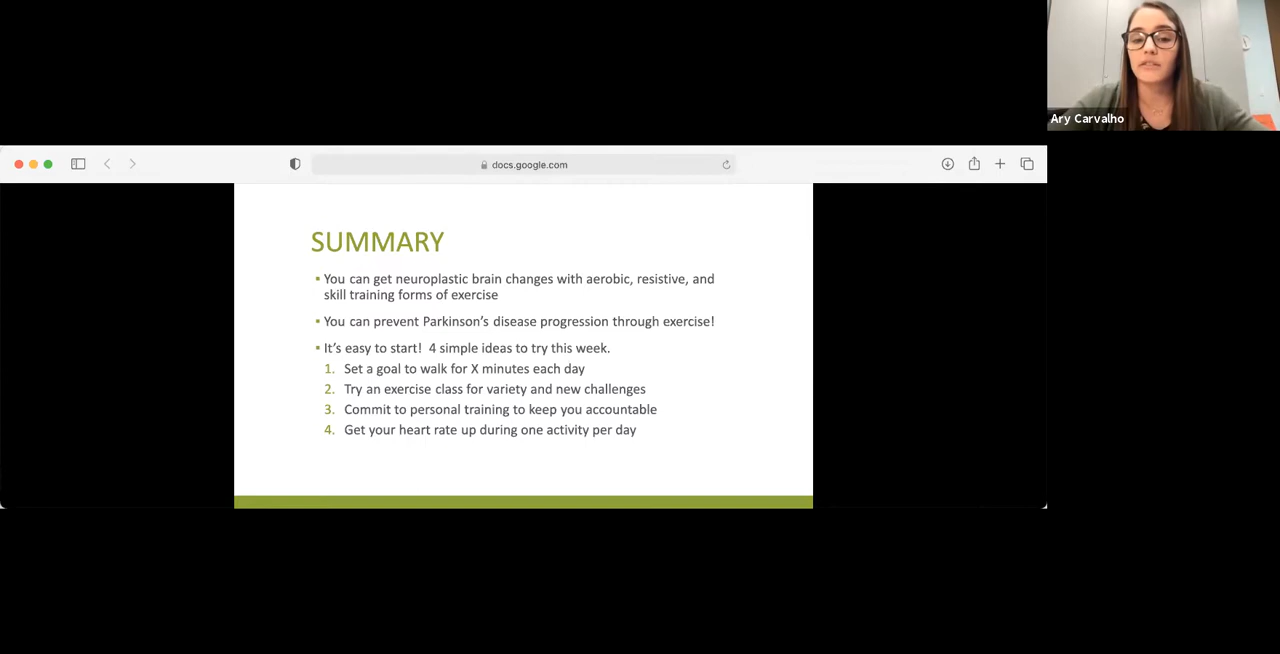 Ary Carvalho
docs.google.com
SUMMARY
▪ You can get neuroplastic brain changes with aerobic, resistive, and
skill training forms of exercise
▪ You can prevent Parkinson’s disease progression through exercise!
▪ It’s easy to start!  4 simple ideas to try this week.
1. Set a goal to walk for X minutes each day
2. Try an exercise class for variety and new challenges
3. Commit to personal training to keep you accountable
4. Get your heart rate up during one activity per day